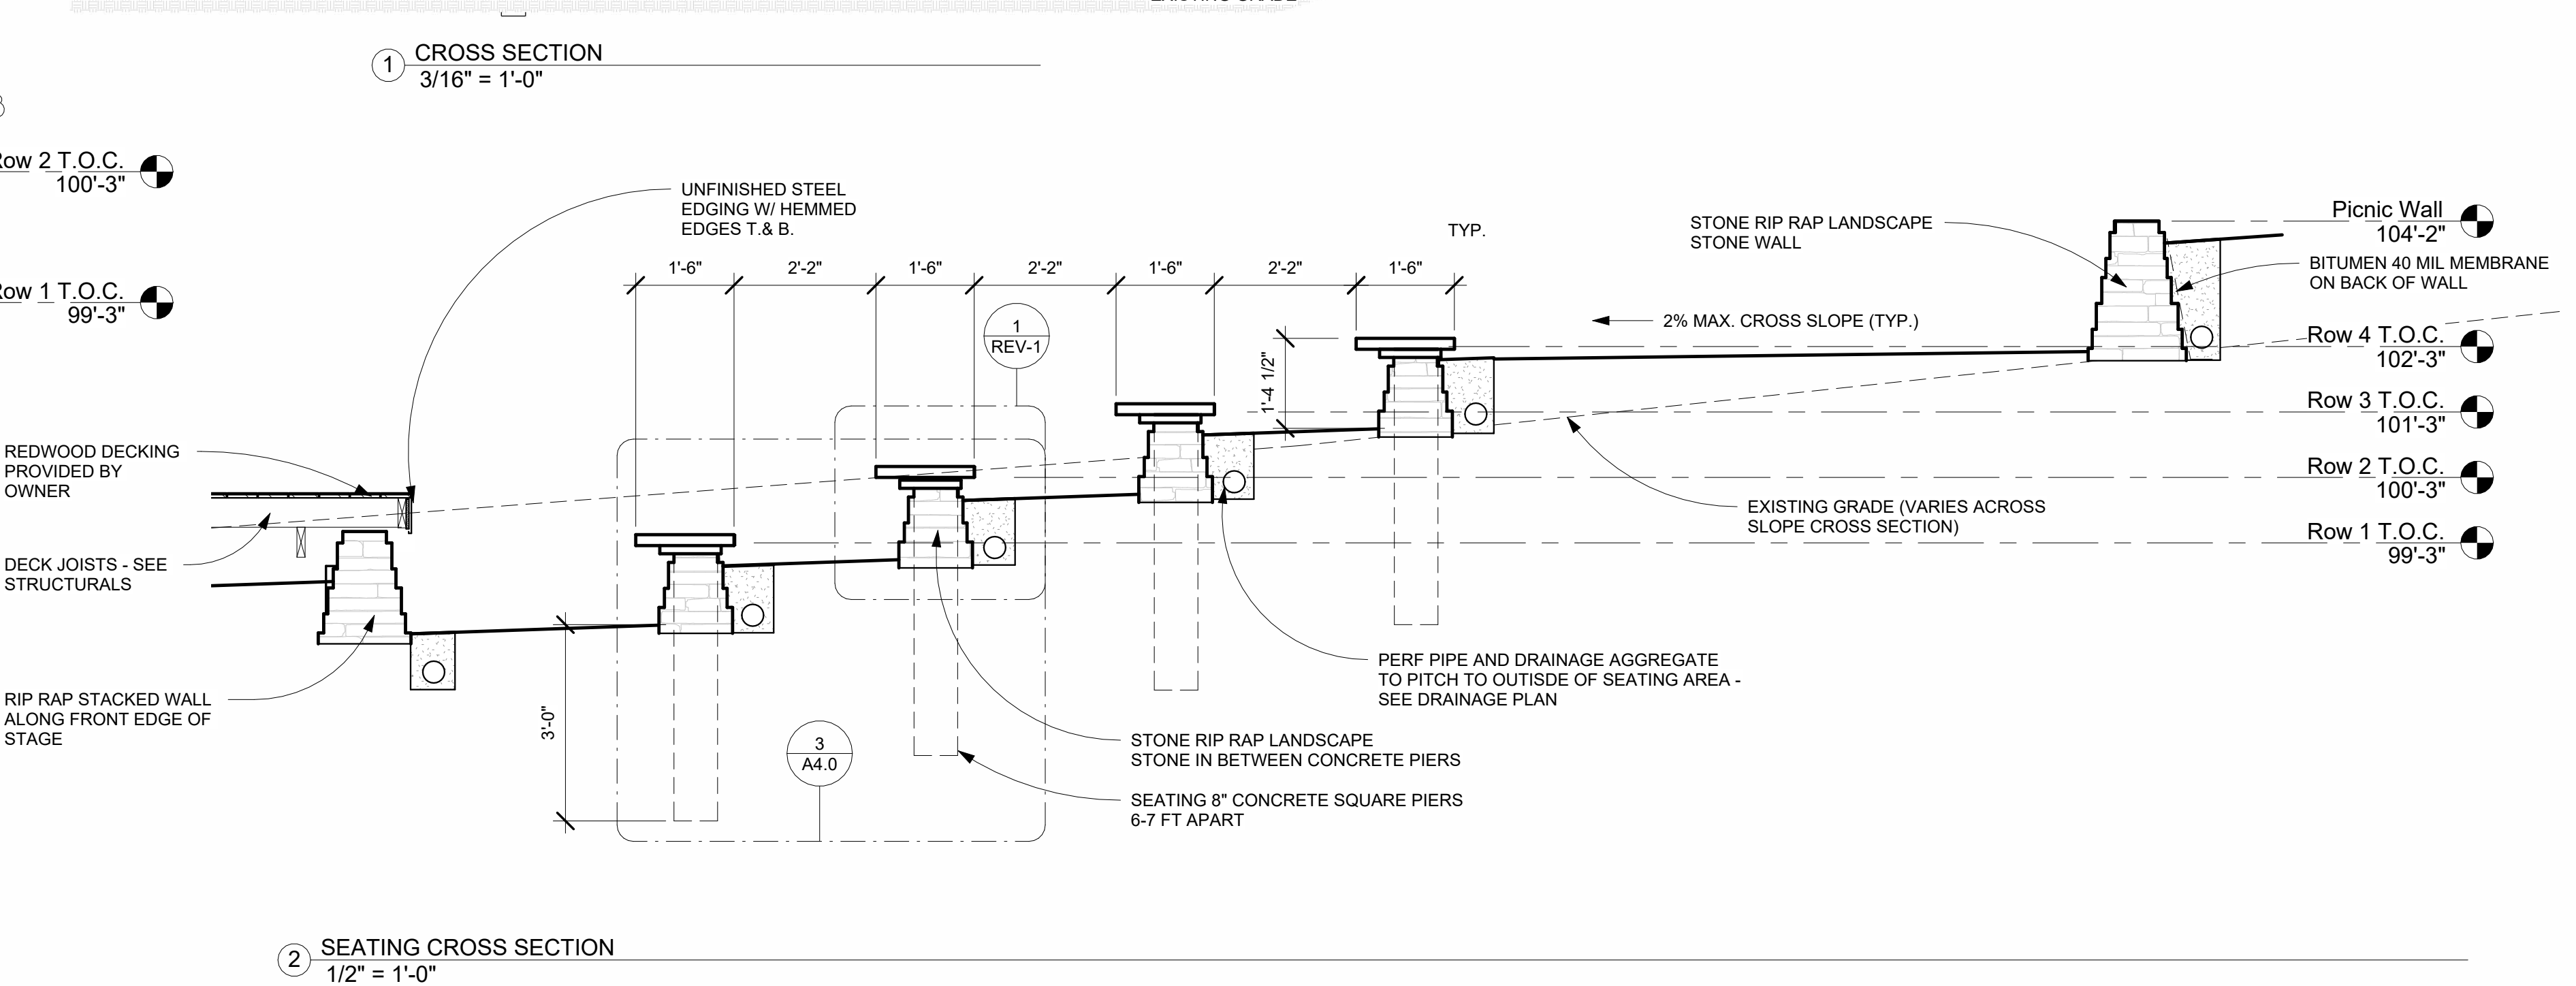 1 CROSS SECTION
3/16" = 1'-0"
Row 2 T.O.C.
100'-3"
Row 1 T.O.C.
99'-3"
UNFINISHED STEEL
EDGING W/ HEMMED
EDGES T.& B.
TYP.
1'-6" 2'-2" 1'-6" 2'-2" 1'-6" 2'-2" 1'-6"
1
REV-1
1'-4 1/2"
2% MAX. CROSS SLOPE (TYP.)
STONE RIP RAP LANDSCAPE
STONE WALL
Picnic Wall
104'-2"
BITUMEN 40 MIL MEMBRANE
ON BACK OF WALL
Row 4 T.O.C.
102'-3"
Row 3 T.O.C.
101'-3"
Row 2 T.O.C.
100'-3"
Row 1 T.O.C.
99'-3"
REDWOOD DECKING
PROVIDED BY
OWNER
DECK JOISTS - SEE
STRUCTURALS
RIP RAP STACKED WALL
ALONG FRONT EDGE OF
STAGE
3'-0"
3
A4.0
EXISTING GRADE (VARIES ACROSS
SLOPE CROSS SECTION)
PERF PIPE AND DRAINAGE AGGREGATE
TO PITCH TO OUTISDE OF SEATING AREA -
SEE DRAINAGE PLAN
STONE RIP RAP LANDSCAPE
STONE IN BETWEEN CONCRETE PIERS
SEATING 8" CONCRETE SQUARE PIERS
6-7 FT APART
2 SEATING CROSS SECTION
1/2" = 1'-0"